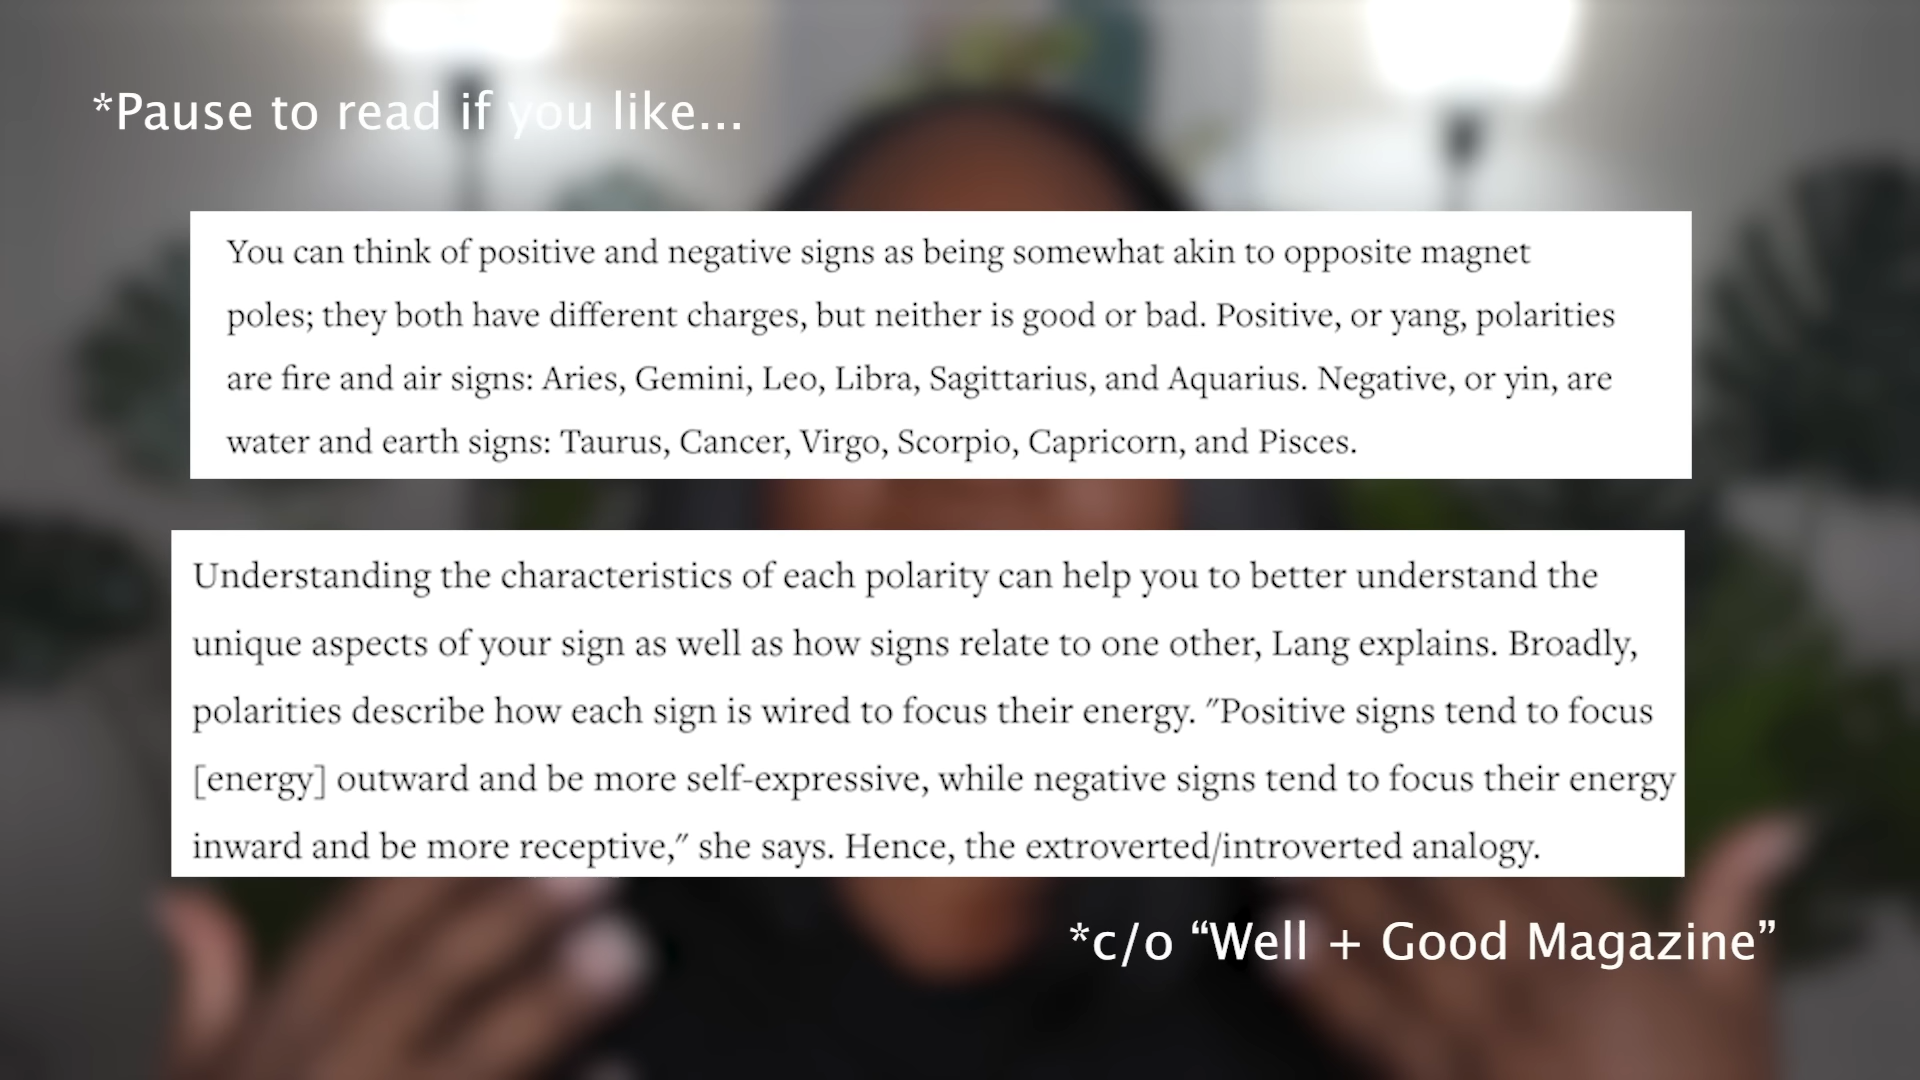 *Pause to read if you like...
You can think of positive and negative signs as being somewhat akin to opposite magnet
poles; they both have different charges, but neither is good or bad. Positive, or yang, polarities
are fire and air signs: Aries, Gemini, Leo, Libra, Sagittarius, and Aquarius. Negative, or yin, are
water and earth signs: Taurus, Cancer, Virgo, Scorpio, Capricorn, and Pisces.
Understanding the characteristics of each polarity can help you to better understand the
unique aspects of your sign as well as how signs relate to one other, Lang explains. Broadly,
polarities describe how each sign is wired to focus their energy. "Positive signs tend to focus
[energy] outward and be more self-expressive, while negative signs tend to focus their energy
inward and be more receptive," she says. Hence, the extroverted/introverted analogy.
*c/o “Well + Good Magazine”